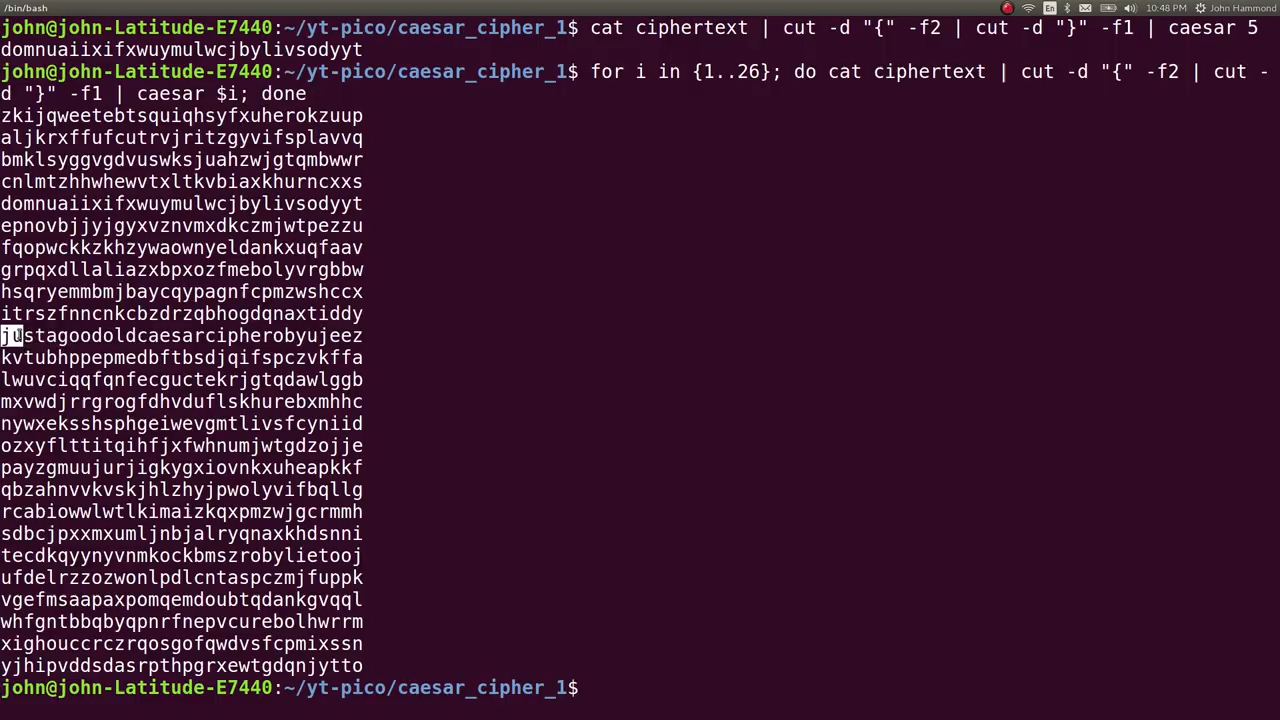 /bin/bash
En
10:48 PM
John Hammond
john@john-Latitude-E7440:~/yt-pico/caesar_cipher_1$ cat ciphertext | cut -d "{" -f2 | cut -d "}" -f1 | caesar 5
domnuaiixifxwuymulwcjbylivsodyyt
john@john-Latitude-E7440:~/yt-pico/caesar_cipher_1$ for i in {1..26}; do cat ciphertext | cut -d "{" -f2 | cut -
d "}" -f1 | caesar $i; done
zkijqweetebtsquiqhsyfxuherokzuup
aljkrxffufcutrvjritzgyvifsplavvq
bmklsyggvgdvuswksjuahzwjgtqmbwwr
cnlmtzhhwhewvtxltkvbiaxkhurncxxs
domnuaiixifxwuymulwcjbylivsodyyt
epnovbjjyjgyxvznvmxdkczmjwtpezzu
fqopwckkzkhzywaownyeldankxuqfaav
grpqxdllaliazxbpxozfmebolyvrgbbw
hsqryemmbmjbaycqypagnfcpmzwshccx
itrszfnncnkcbzdrzqbhogdqnaxtiddy
justagoodoldcaesarcipherobyujeez
kvtubhppepmedbftbsdjqifspczvkffa
lwuvciqqfqnfecguctekrjgtqdawlggb
mxvwdjrrgrogfdhvduflskhurebxmhhc
nywxeksshsphgeiwevgmtlivsfcyniid
ozxyflttitqihfjxfwhnumjwtgdzojje
payzgmuujurjigkygxiovnkxuheapkkf
qbzahnvvkvskjhlzhyjpwolyvifbqllg
rcabiowwlwtlkimaizkqxpmzwjgcrmmh
sdbcjpxxmxumljnbjalryqnaxkhdsnni
tecdkqyynyvnmkockbmszrobylietooj
ufdelrzzozwonlpdlcntaspczmjfuppk
vgefmsaapaxpomqemdoubtqdankgvqql
whfgntbbqbyqpnrfnepvcurebolhwrrm
xighouccrczrqosgofqwdvsfcpmixssn
yjhipvddsdasrpthpgrxewtgdqnjytto
john@john-Latitude-E7440:~/yt-pico/caesar_cipher_1$